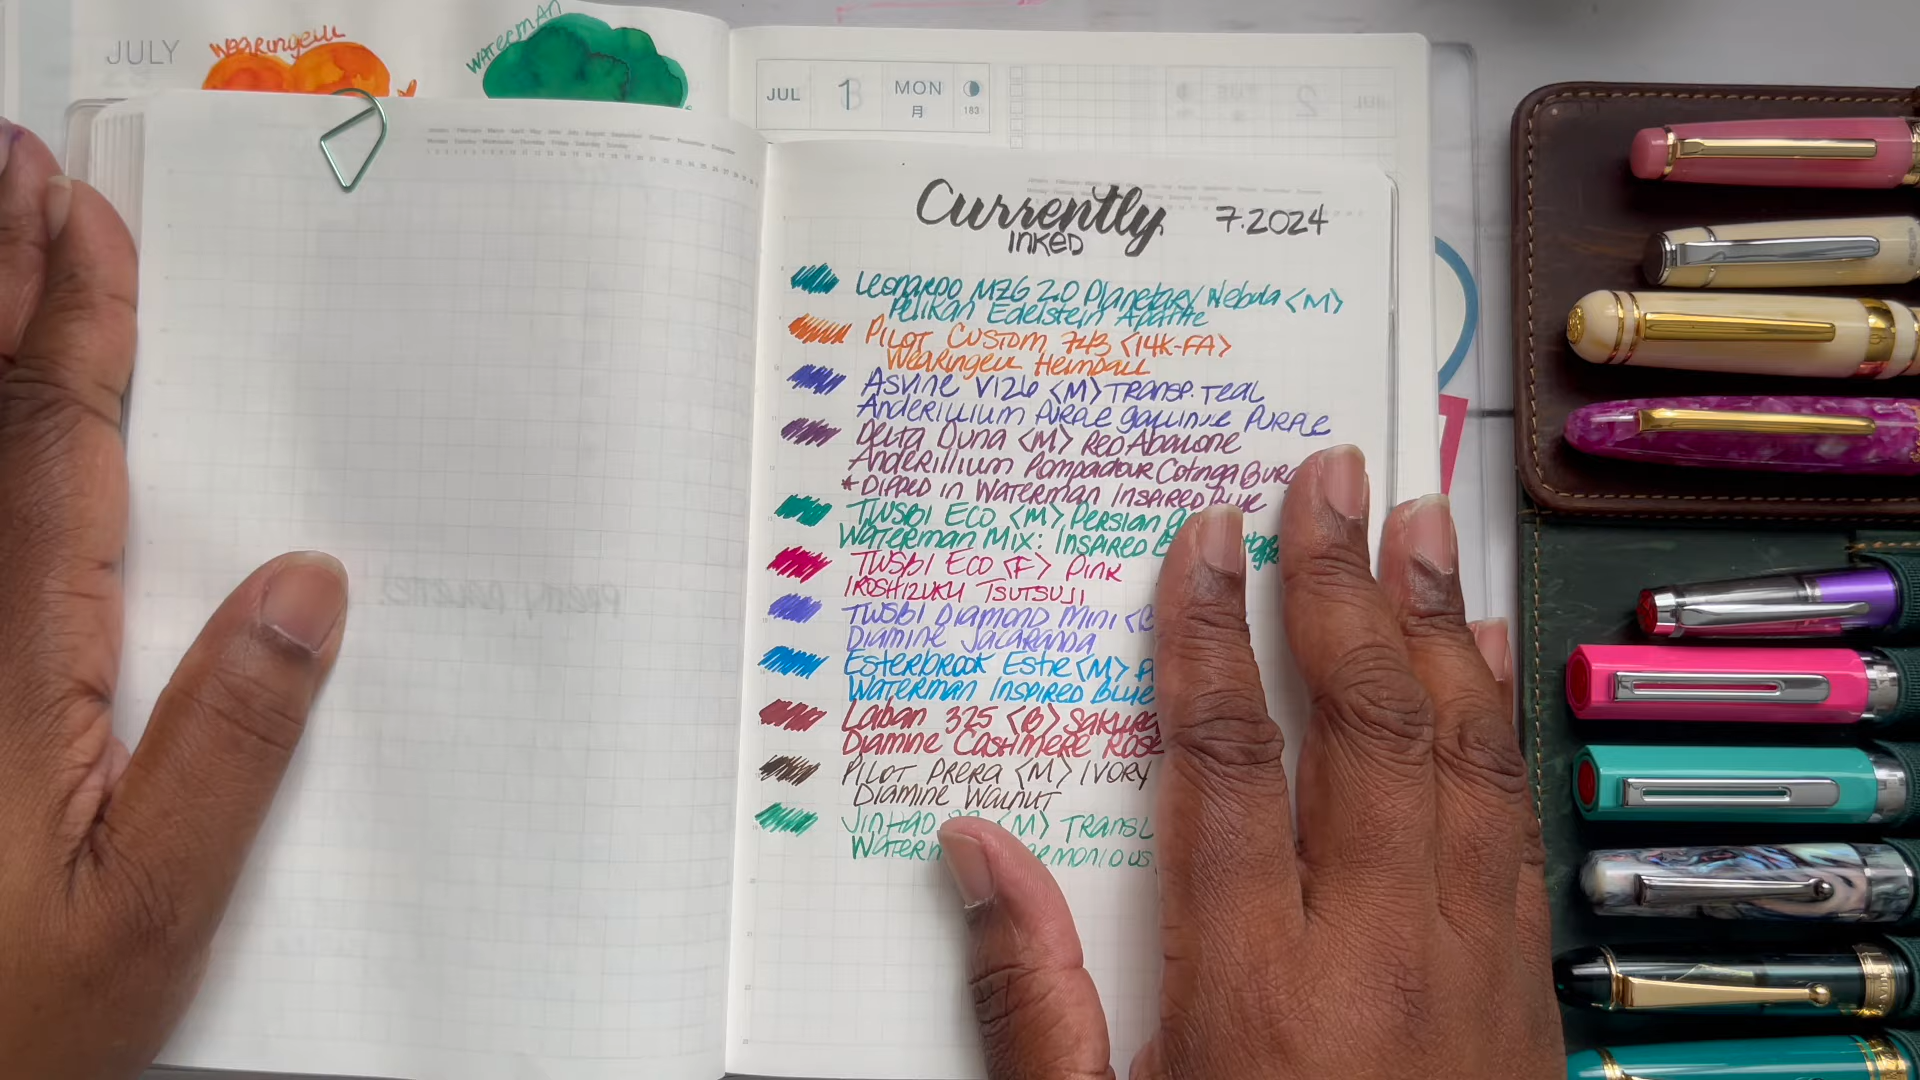 JULY
Wearingeul
WATERMAN
JUL 1 MON 月 183
Currently
INKED
7.2024
Leonardo MZG 2.0 Planetary Nebula <M>
Pelikan Edelstein Apatite
PILOT CUSTOM 743 <14K-FA>
Wearingeul Heimdall
ASVINE V126 <M> TRANSP. TEAL
Anderillium Purple Gallinule PURPLE
Delta Duna <M> Red Abalone
Anderillium Pompadour Cotinga Burg
*DIPPED IN WATERMAN INSPIRED Blue
TWSBI ECO <M> Persian
WATERMAN MIX: INSPIRED
TWSBI ECO <F> PINK
IROSHIZUKU TSUTSUJI
TWSBI DIAMOND MINI <B
Diamine Jacaranda
Esterbrook Estie <M>
WATERMAN INSPIRED BLUE
Laban 325 <B> SAKURA
Diamine Cashmere Rose
PILOT PRERA <M> IVORY
Diamine Walnut
JINHAO <M> TRANSL
WATERM